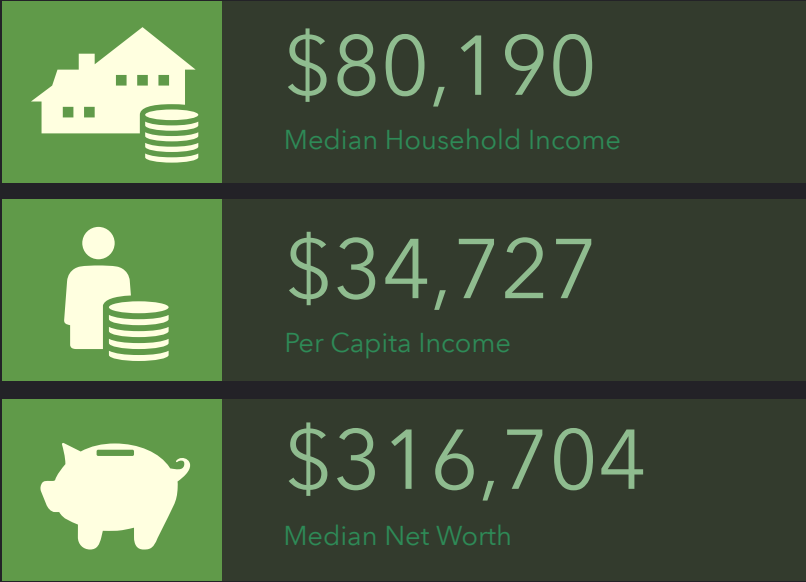 $80,190
Median Household Income
$34,727
Per Capita Income
$316,704
Median Net Worth